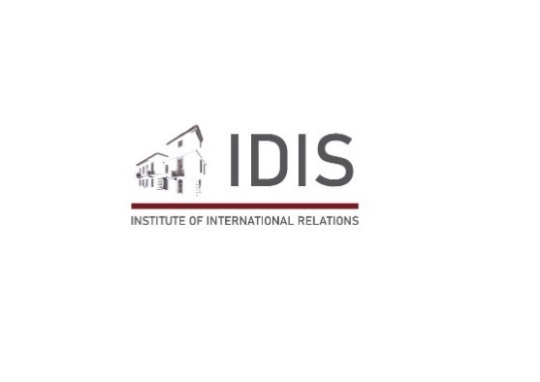 IDIS
INSTITUTE OF INTERNATIONAL RELATIONS